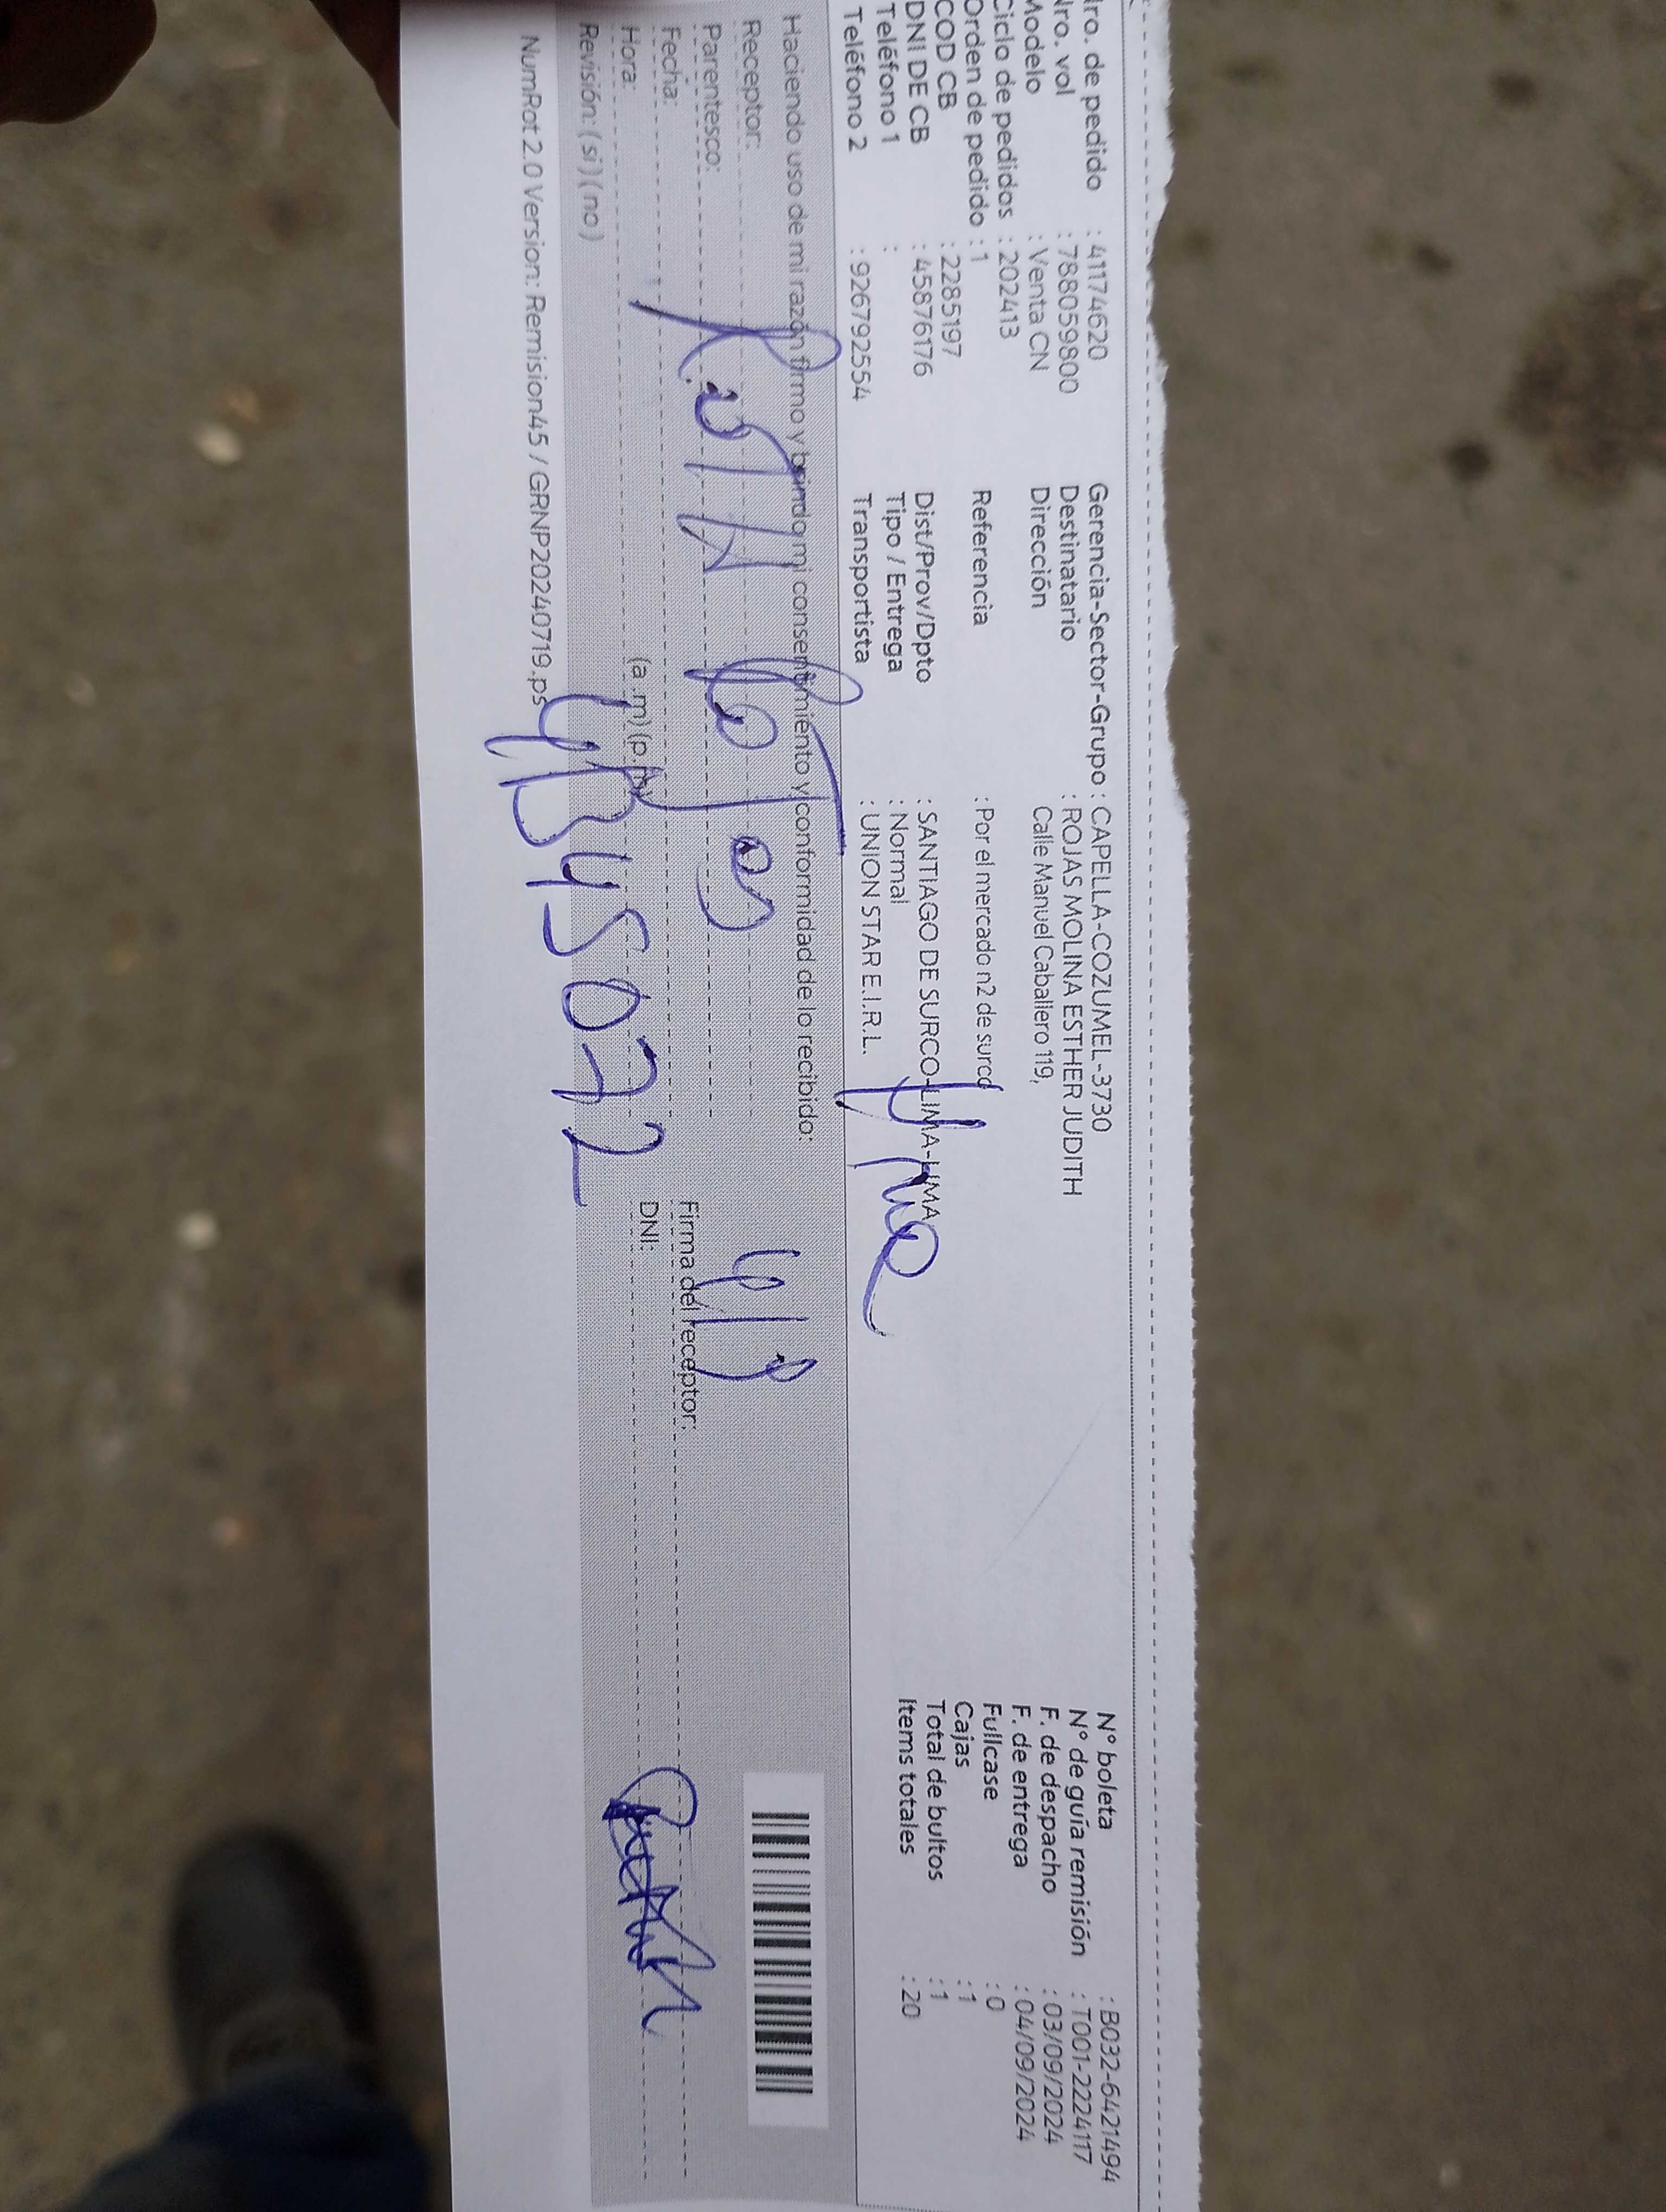 Nro. de pedido : 411174620
Nro. vol : 788059800
Modelo : Venta CN
Ciclo de pedidos : 202413
Orden de pedido : 1
COD CB : 2285197
DNI DE CB : 45876176
Teléfono 1 :
Teléfono 2 : 926792554
Gerencia-Sector-Grupo : CAPELLA-COZUMEL-3730
Destinatario : ROJAS MOLINA ESTHER JUDITH
Dirección Calle Manuel Caballero 119,
Referencia : Por el mercado n2 de surco
Dist/Prov/Dpto : SANTIAGO DE SURCO-LIMA-LIMA
Tipo / Entrega : Normal
Transportista : UNION STAR E.I.R.L.
N° boleta : B032-6421494
N° de guía remisión : T001-2224117
F. de despacho : 03/09/2024
F. de entrega : 04/09/2024
Fullcase : 0
Cajas : 1
Total de bultos : 1
Items totales : 20
Haciendo uso de mi razón firmo y brindo mi consentimiento y conformidad de lo recibido:
Receptor:
Parentesco:
Fecha:
Hora: (a .m) (p.m)
Revisión: (si) (no)
Firma del receptor:
DNI:
NumRot 2.0 Version: Remision45 / GRNP20240719.ps